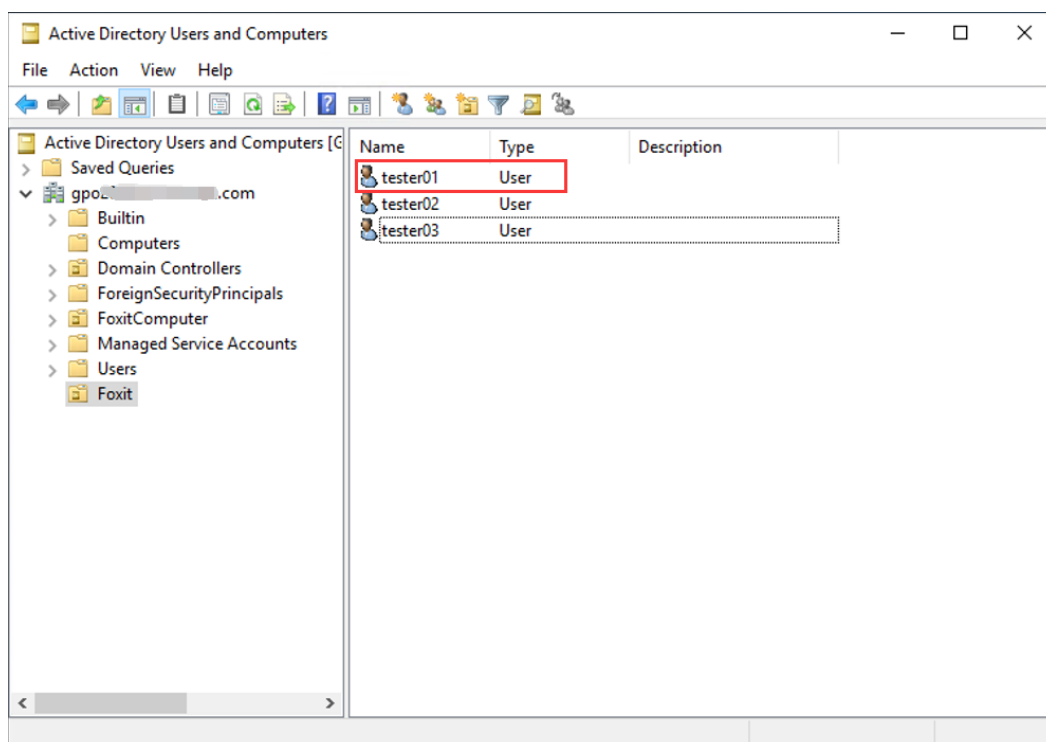 Active Directory Users and Computers
File Action View Help
Active Directory Users and Computers [G
Saved Queries
.com
Builtin
Computers
Domain Controllers
ForeignSecurityPrincipals
FoxitComputer
Managed Service Accounts
Users
Foxit
Name Type Description
tester01 User
tester02 User
tester03 User